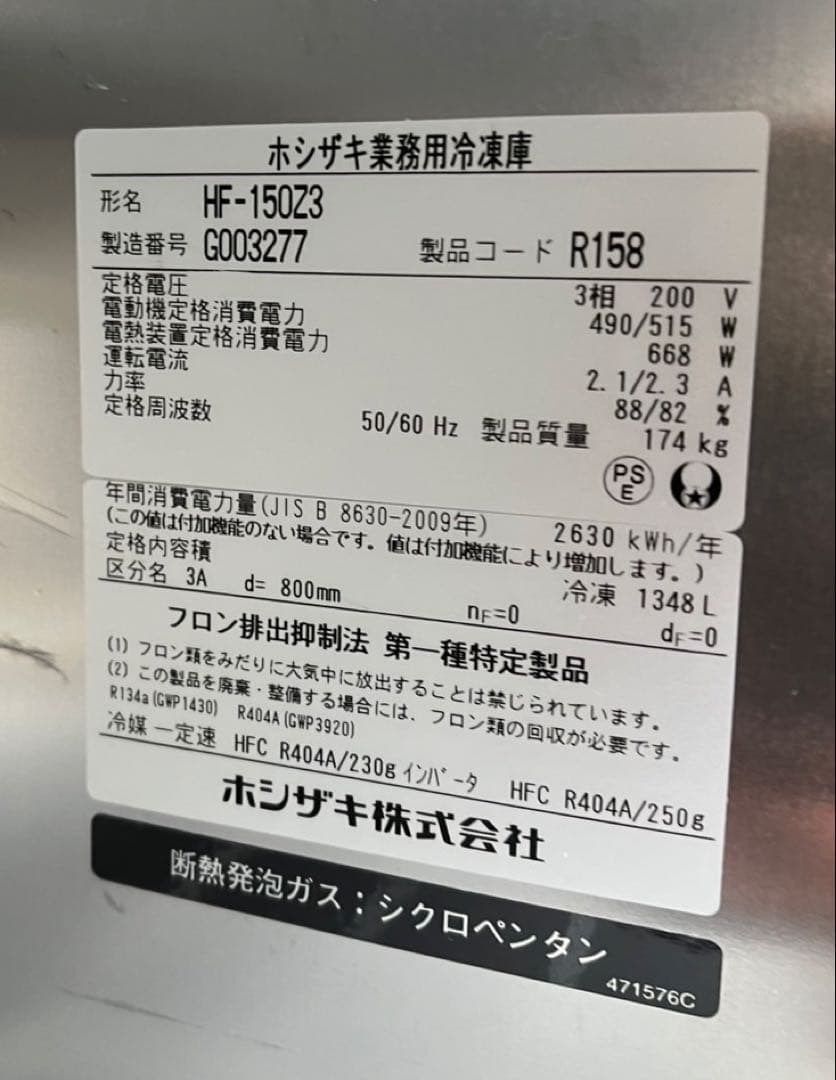 ホシザキ業務用冷凍庫
形名 HF-150Z3
製造番号 G003277 製品コード R158
定格電圧 3相 200 V
電動機定格消費電力 490/515 W
電熱装置定格消費電力 668 W
運転電流 2.1/2.3 A
力率 88/82 %
定格周波数 50/60 Hz 製品質量 174 kg
PS
E
年間消費電力量(JIS B 8630-2009年) 2630 kWh/年
(この値は付加機能のない場合です。値は付加機能により増加します。)
定格内容積 冷凍 1348 L
区分名 3A d= 800mm nF=0 dF=0
フロン排出抑制法 第一種特定製品
(1) フロン類をみだりに大気中に放出することは禁じられています。
(2) この製品を廃棄・整備する場合には、フロン類の回収が必要です。
R134a(GWP1430) R404A(GWP3920)
冷媒 一定速 HFC R404A/230g インバータ HFC R404A/250g
ホシザキ株式会社
断熱発泡ガス:シクロペンタン
471576C